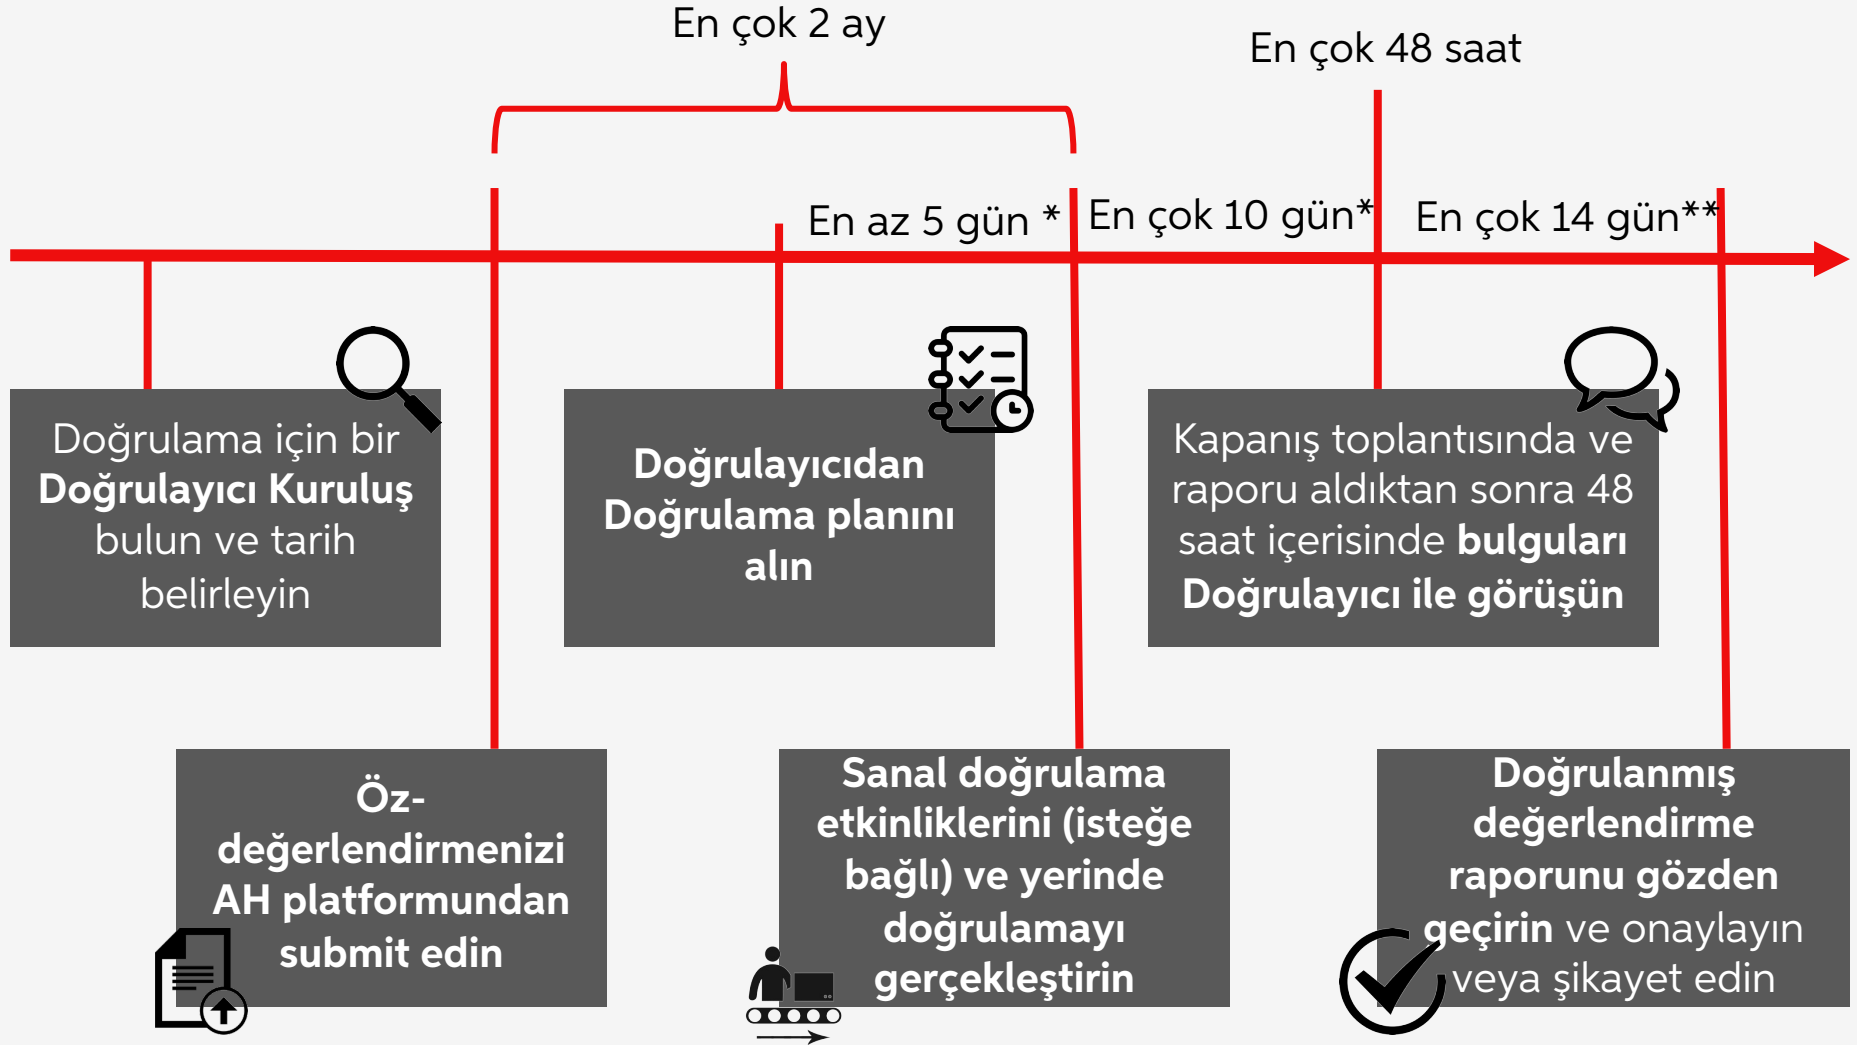 En çok 2 ay
En çok 48 saat
En az 5 gün *
En çok 10 gün*
En çok 14 gün**
Doğrulama için bir
Doğrulayıcı Kuruluş
bulun ve tarih
belirleyin
Doğrulayıcıdan
Doğrulama planını
alın
Kapanış toplantısında ve
raporu aldıktan sonra 48
saat içerisinde bulguları
Doğrulayıcı ile görüşün
Öz-
değerlendirmenizi
AH platformundan
submit edin
Sanal doğrulama
etkinliklerini (isteğe
bağlı) ve yerinde
doğrulamayı
gerçekleştirin
Doğrulanmış
değerlendirme
raporunu gözden
geçirin ve onaylayın
veya şikayet edin